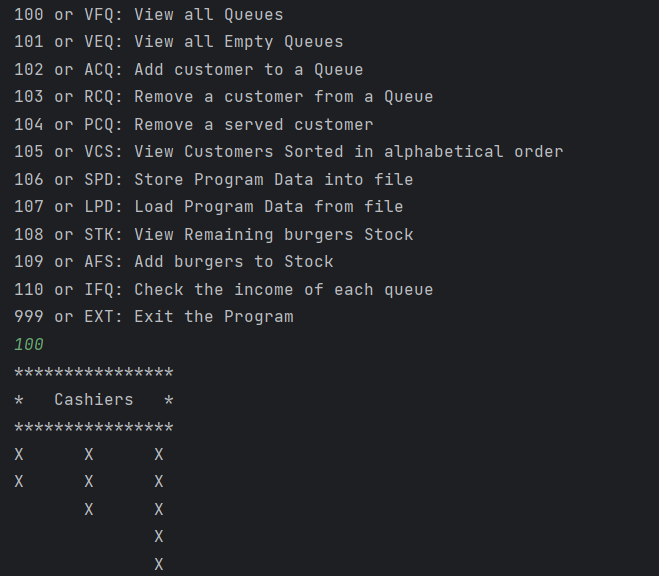 100 or VFQ: View all Queues
101 or VEQ: View all Empty Queues
102 or ACQ: Add customer to a Queue
103 or RCQ: Remove a customer from a Queue
104 or PCQ: Remove a served customer
105 or VCS: View Customers Sorted in alphabetical order
106 or SPD: Store Program Data into file
107 or LPD: Load Program Data from file
108 or STK: View Remaining burgers Stock
109 or AFS: Add burgers to Stock
110 or IFQ: Check the income of each queue
999 or EXT: Exit the Program
100
****************
*   Cashiers   *
****************
X      X      X
X      X      X
       X      X
              X
              X